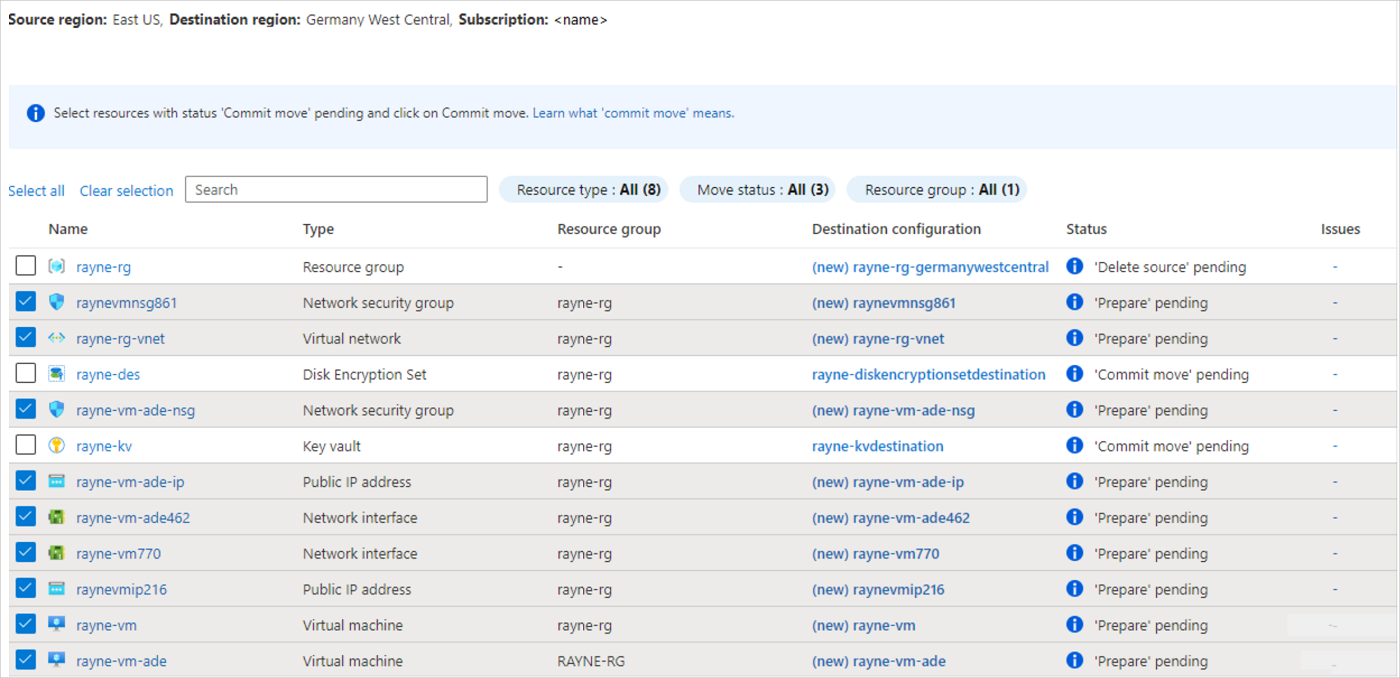 Source region: East US, Destination region: Germany West Central, Subscription: <name>
Select resources with status 'Commit move' pending and click on Commit move. Learn what 'commit move' means.
Select all Clear selection Search Resource type : All (8) Move status : All (3) Resource group : All (1)
Name Type Resource group Destination configuration Status Issues
rayne-rg Resource group - (new) rayne-rg-germanywestcentral 'Delete source' pending -
raynevmnsg861 Network security group rayne-rg (new) raynevmnsg861 'Prepare' pending -
rayne-rg-vnet Virtual network rayne-rg (new) rayne-rg-vnet 'Prepare' pending -
rayne-des Disk Encryption Set rayne-rg rayne-diskencryptionsetdestination 'Commit move' pending -
rayne-vm-ade-nsg Network security group rayne-rg (new) rayne-vm-ade-nsg 'Prepare' pending -
rayne-kv Key vault rayne-rg rayne-kvdestination 'Commit move' pending -
rayne-vm-ade-ip Public IP address rayne-rg (new) rayne-vm-ade-ip 'Prepare' pending -
rayne-vm-ade462 Network interface rayne-rg (new) rayne-vm-ade462 'Prepare' pending -
rayne-vm770 Network interface rayne-rg (new) rayne-vm770 'Prepare' pending -
raynevmip216 Public IP address rayne-rg (new) raynevmip216 'Prepare' pending -
rayne-vm Virtual machine rayne-rg (new) rayne-vm 'Prepare' pending -
rayne-vm-ade Virtual machine RAYNE-RG (new) rayne-vm-ade 'Prepare' pending -